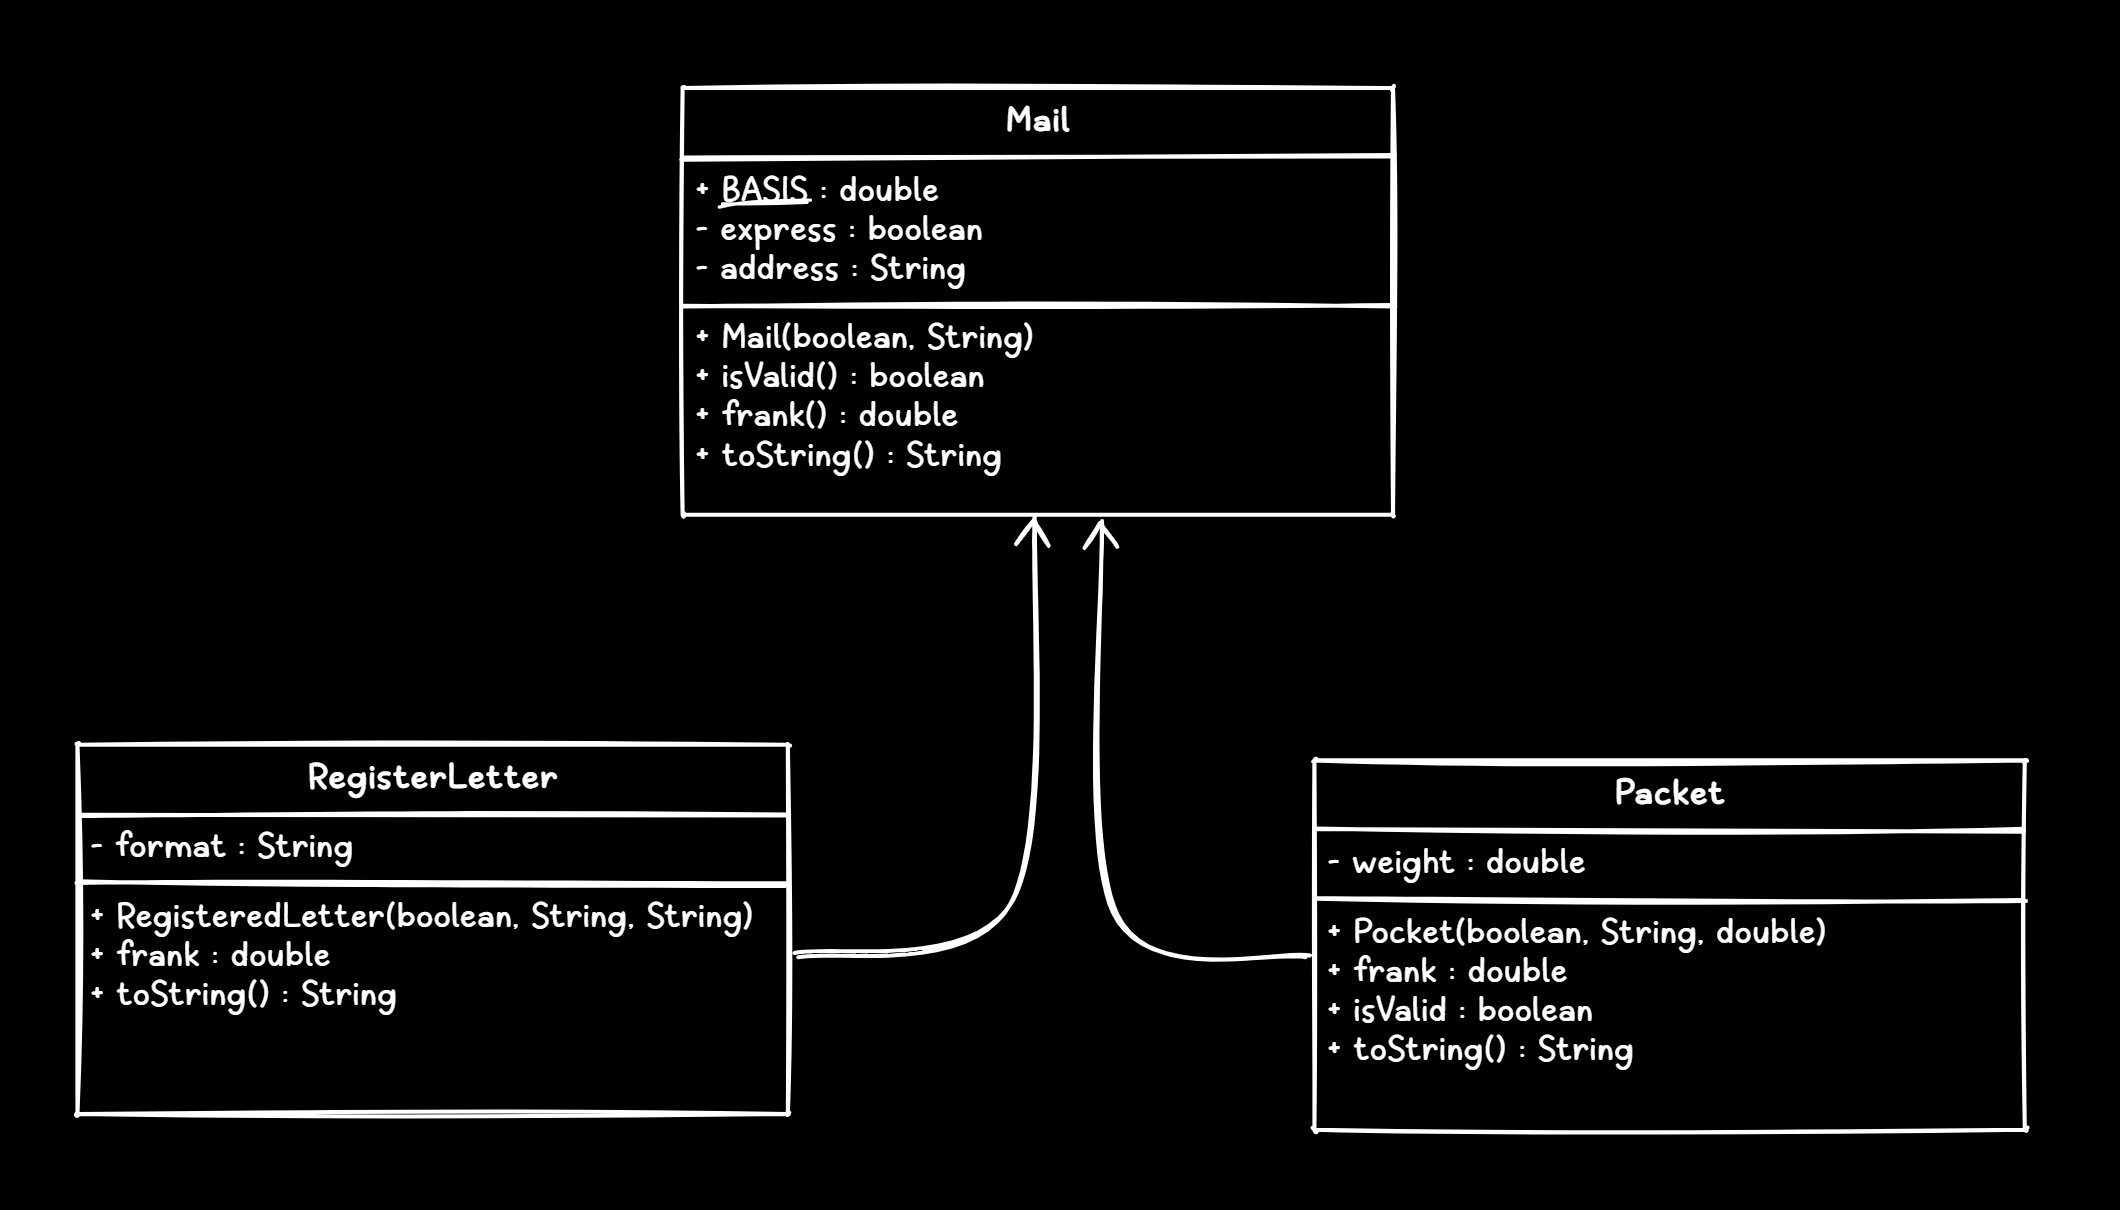 Mail
+ BASIS : double
- express : boolean
- address : String
+ Mail(boolean, String)
+ isValid() : boolean
+ frank() : double
+ toString() : String
RegisterLetter
- format : String
+ RegisteredLetter(boolean, String, String)
+ frank : double
+ toString() : String
Packet
- weight : double
+ Pocket(boolean, String, double)
+ frank : double
+ isValid : boolean
+ toString() : String